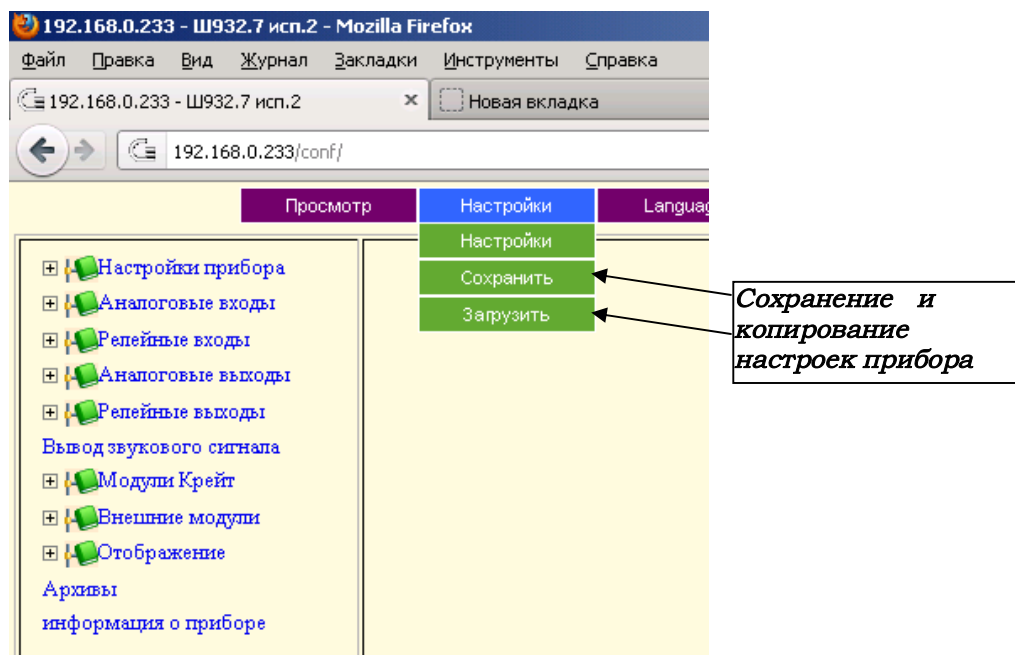 192.168.0.233 - Ш932.7 исп.2 - Mozilla Firefox
Файл Правка Вид Журнал Закладки Инструменты Справка
192.168.0.233 - Ш932.7 исп.2 × Новая вкладка
192.168.0.233/conf/
Просмотр Настройки Languag
Настройки
Сохранить
Загрузить
Настройки прибора
Аналоговые входы
Релейные входы
Аналоговые выходы
Релейные выходы
Вывод звукового сигнала
Модули Крейт
Внешние модули
Отображение
Архивы
информация о приборе
Сохранение и
копирование
настроек прибора